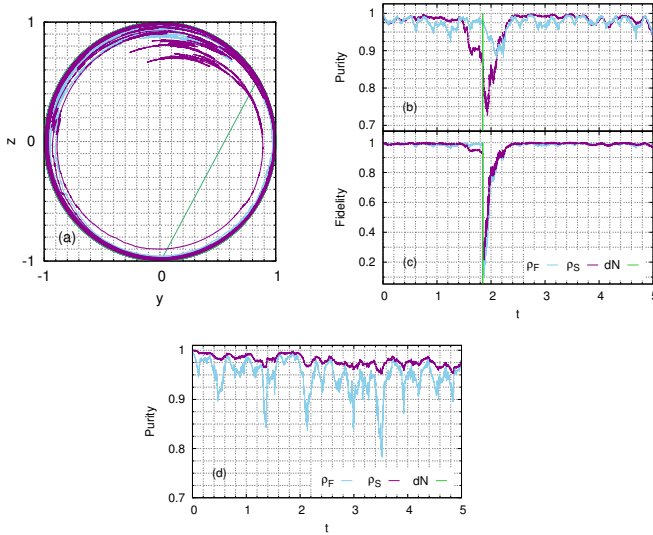 1
z
0
(a)
-1
-1
0
1
y
1
0.9
Purity
0.8
(b)
0.7
1
0.8
Fidelity
0.6
0.4
(c)
ρF ρS dN
0.2
0 1 2 3 4 5
t
1
0.9
Purity
0.8
(d)
ρF ρS dN
0.7
0 1 2 3 4 5
t